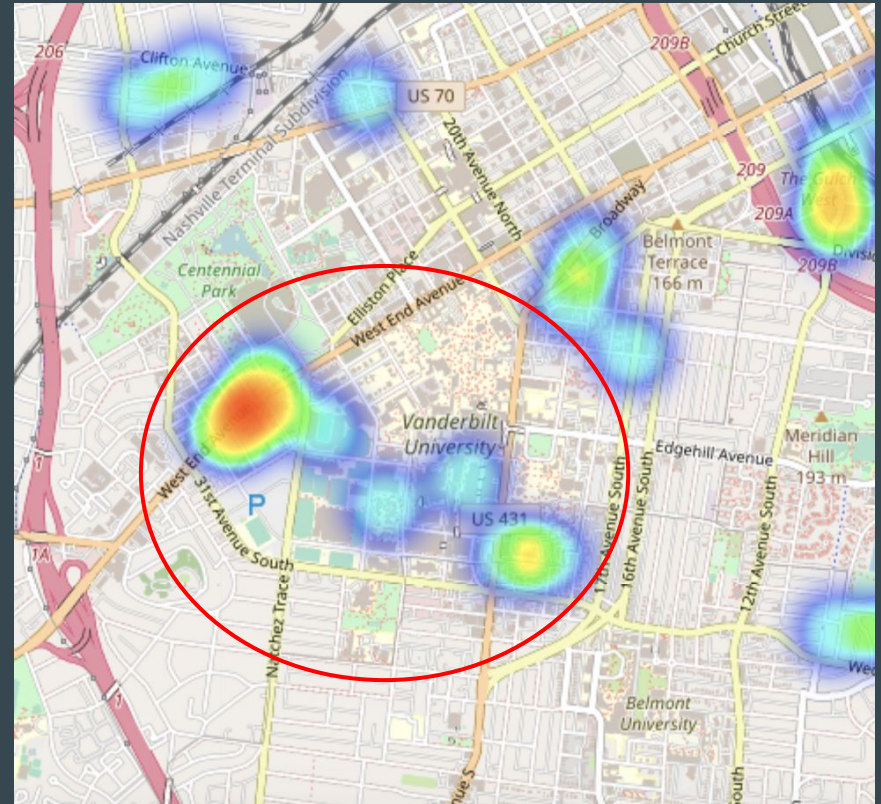 206
Clifton Avenue
209B
Church Street
US 70
Nashville Terminal Subdivision
20th Avenue North
209
The Gulch
West
209A
Broadway
Belmont
Terrace
166 m
209B
Centennial
Park
Elliston Place
West End Avenue
Vanderbilt
University
Edgehill Avenue
Meridian
Hill
193 m
1
West End
P
31st Avenue South
US 431
17th Avenue South
16th Avenue South
12th Avenue South
1A
Natchez Trace
1
Belmont
University